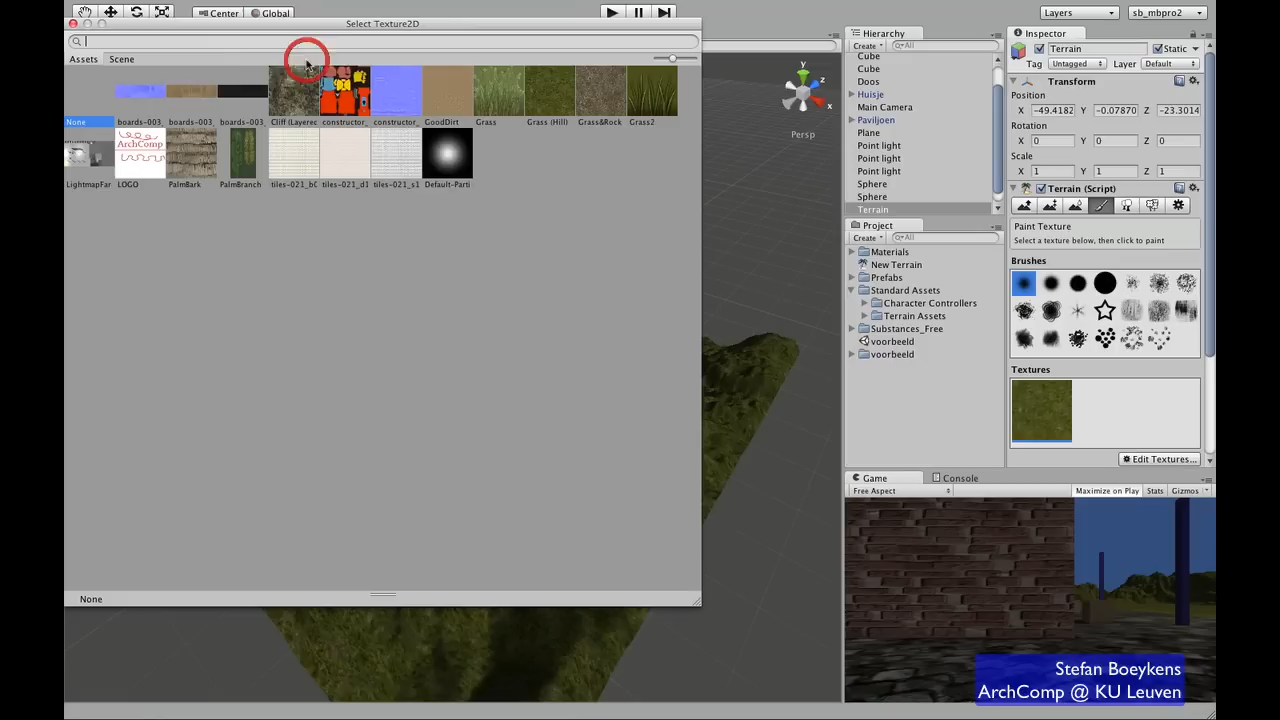 Center
Global
Layers
sb_mbpro2
Select Texture2D
Assets
Scene
None
boards-003_
boards-003_
boards-003_
Cliff (Layerec
constructor_
constructor_
GoodDirt
Grass
Grass (Hill)
Grass&Rock
Grass2
LightmapFar
LOGO
PalmBark
PalmBranch
tiles-021_bC
tiles-021_d1
tiles-021_s1
Default-Parti
ArchComp
None
y
z
x
Persp
Hierarchy
Create
All
Cube
Cube
Doos
Huisje
Main Camera
Paviljoen
Plane
Point light
Point light
Point light
Sphere
Sphere
Terrain
Project
Create
All
Materials
New Terrain
Prefabs
Standard Assets
Character Controllers
Terrain Assets
Substances_Free
voorbeeld
voorbeeld
Inspector
Terrain
Static
Tag
Untagged
Layer
Default
Transform
Position
X -49.4182 Y -0.07870 Z -23.3014
Rotation
X 0 Y 0 Z 0
Scale
X 1 Y 1 Z 1
Terrain (Script)
Paint Texture
Select a texture below, then click to paint
Brushes
Textures
Edit Textures...
Game
Console
Free Aspect
Maximize on Play
Stats
Gizmos
Stefan Boeykens
ArchComp @ KU Leuven